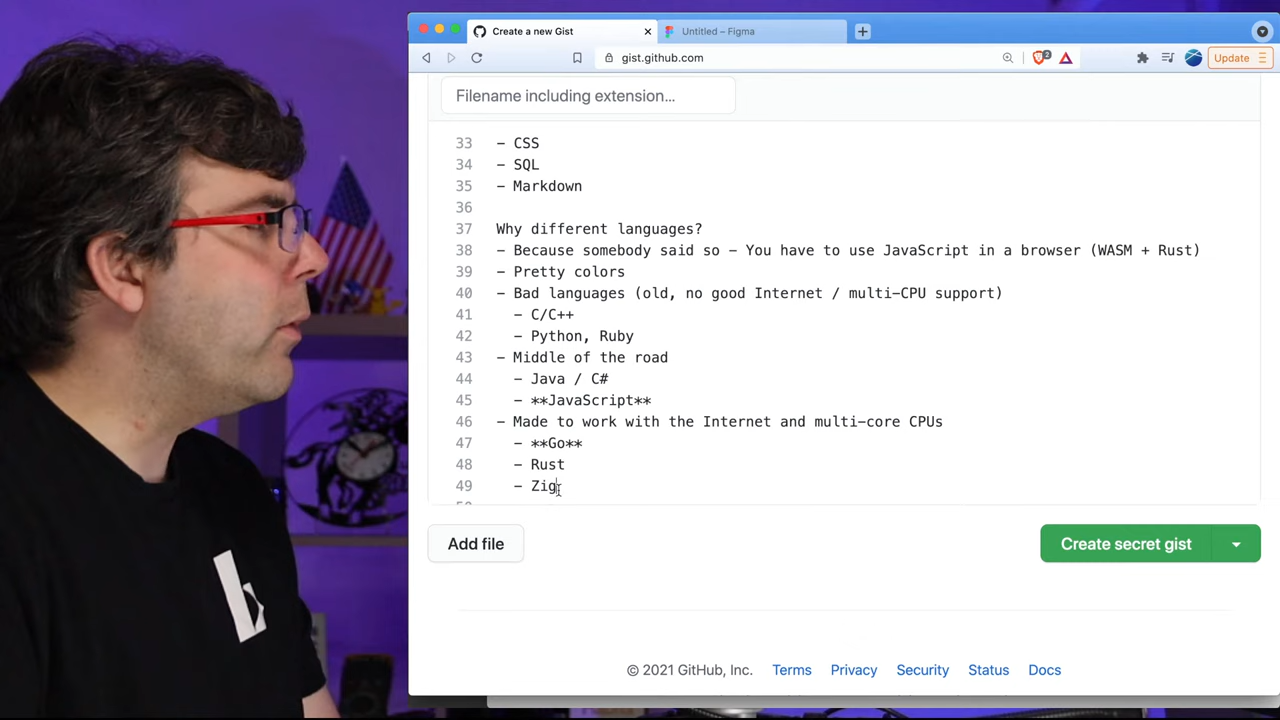 Create a new Gist
Untitled – Figma
gist.github.com
2
Update
Filename including extension...
33 – CSS
34 – SQL
35 – Markdown
36
37 Why different languages?
38 – Because somebody said so – You have to use JavaScript in a browser (WASM + Rust)
39 – Pretty colors
40 – Bad languages (old, no good Internet / multi-CPU support)
41 – C/C++
42 – Python, Ruby
43 – Middle of the road
44 – Java / C#
45 – **JavaScript**
46 – Made to work with the Internet and multi-core CPUs
47 – **Go**
48 – Rust
49 – Zig
Add file
Create secret gist
© 2021 GitHub, Inc. Terms Privacy Security Status Docs